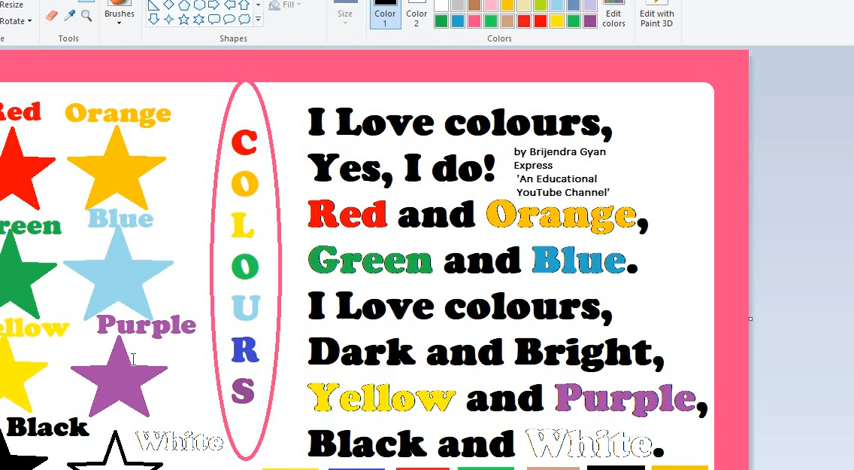 Resize
Rotate
Brushes
Size
Fill
Color
1
Color
2
Edit
colors
Edit with
Paint 3D
Tools
Shapes
Colors
Red
Orange
Green
Blue
Yellow
Purple
Black
White
C
O
L
O
U
R
S
I Love colours,
Yes, I do!
by Brijendra Gyan
Express
'An Educational
YouTube Channel'
Red and Orange,
Green and Blue.
I Love colours,
Dark and Bright,
Yellow and Purple,
Black and White.